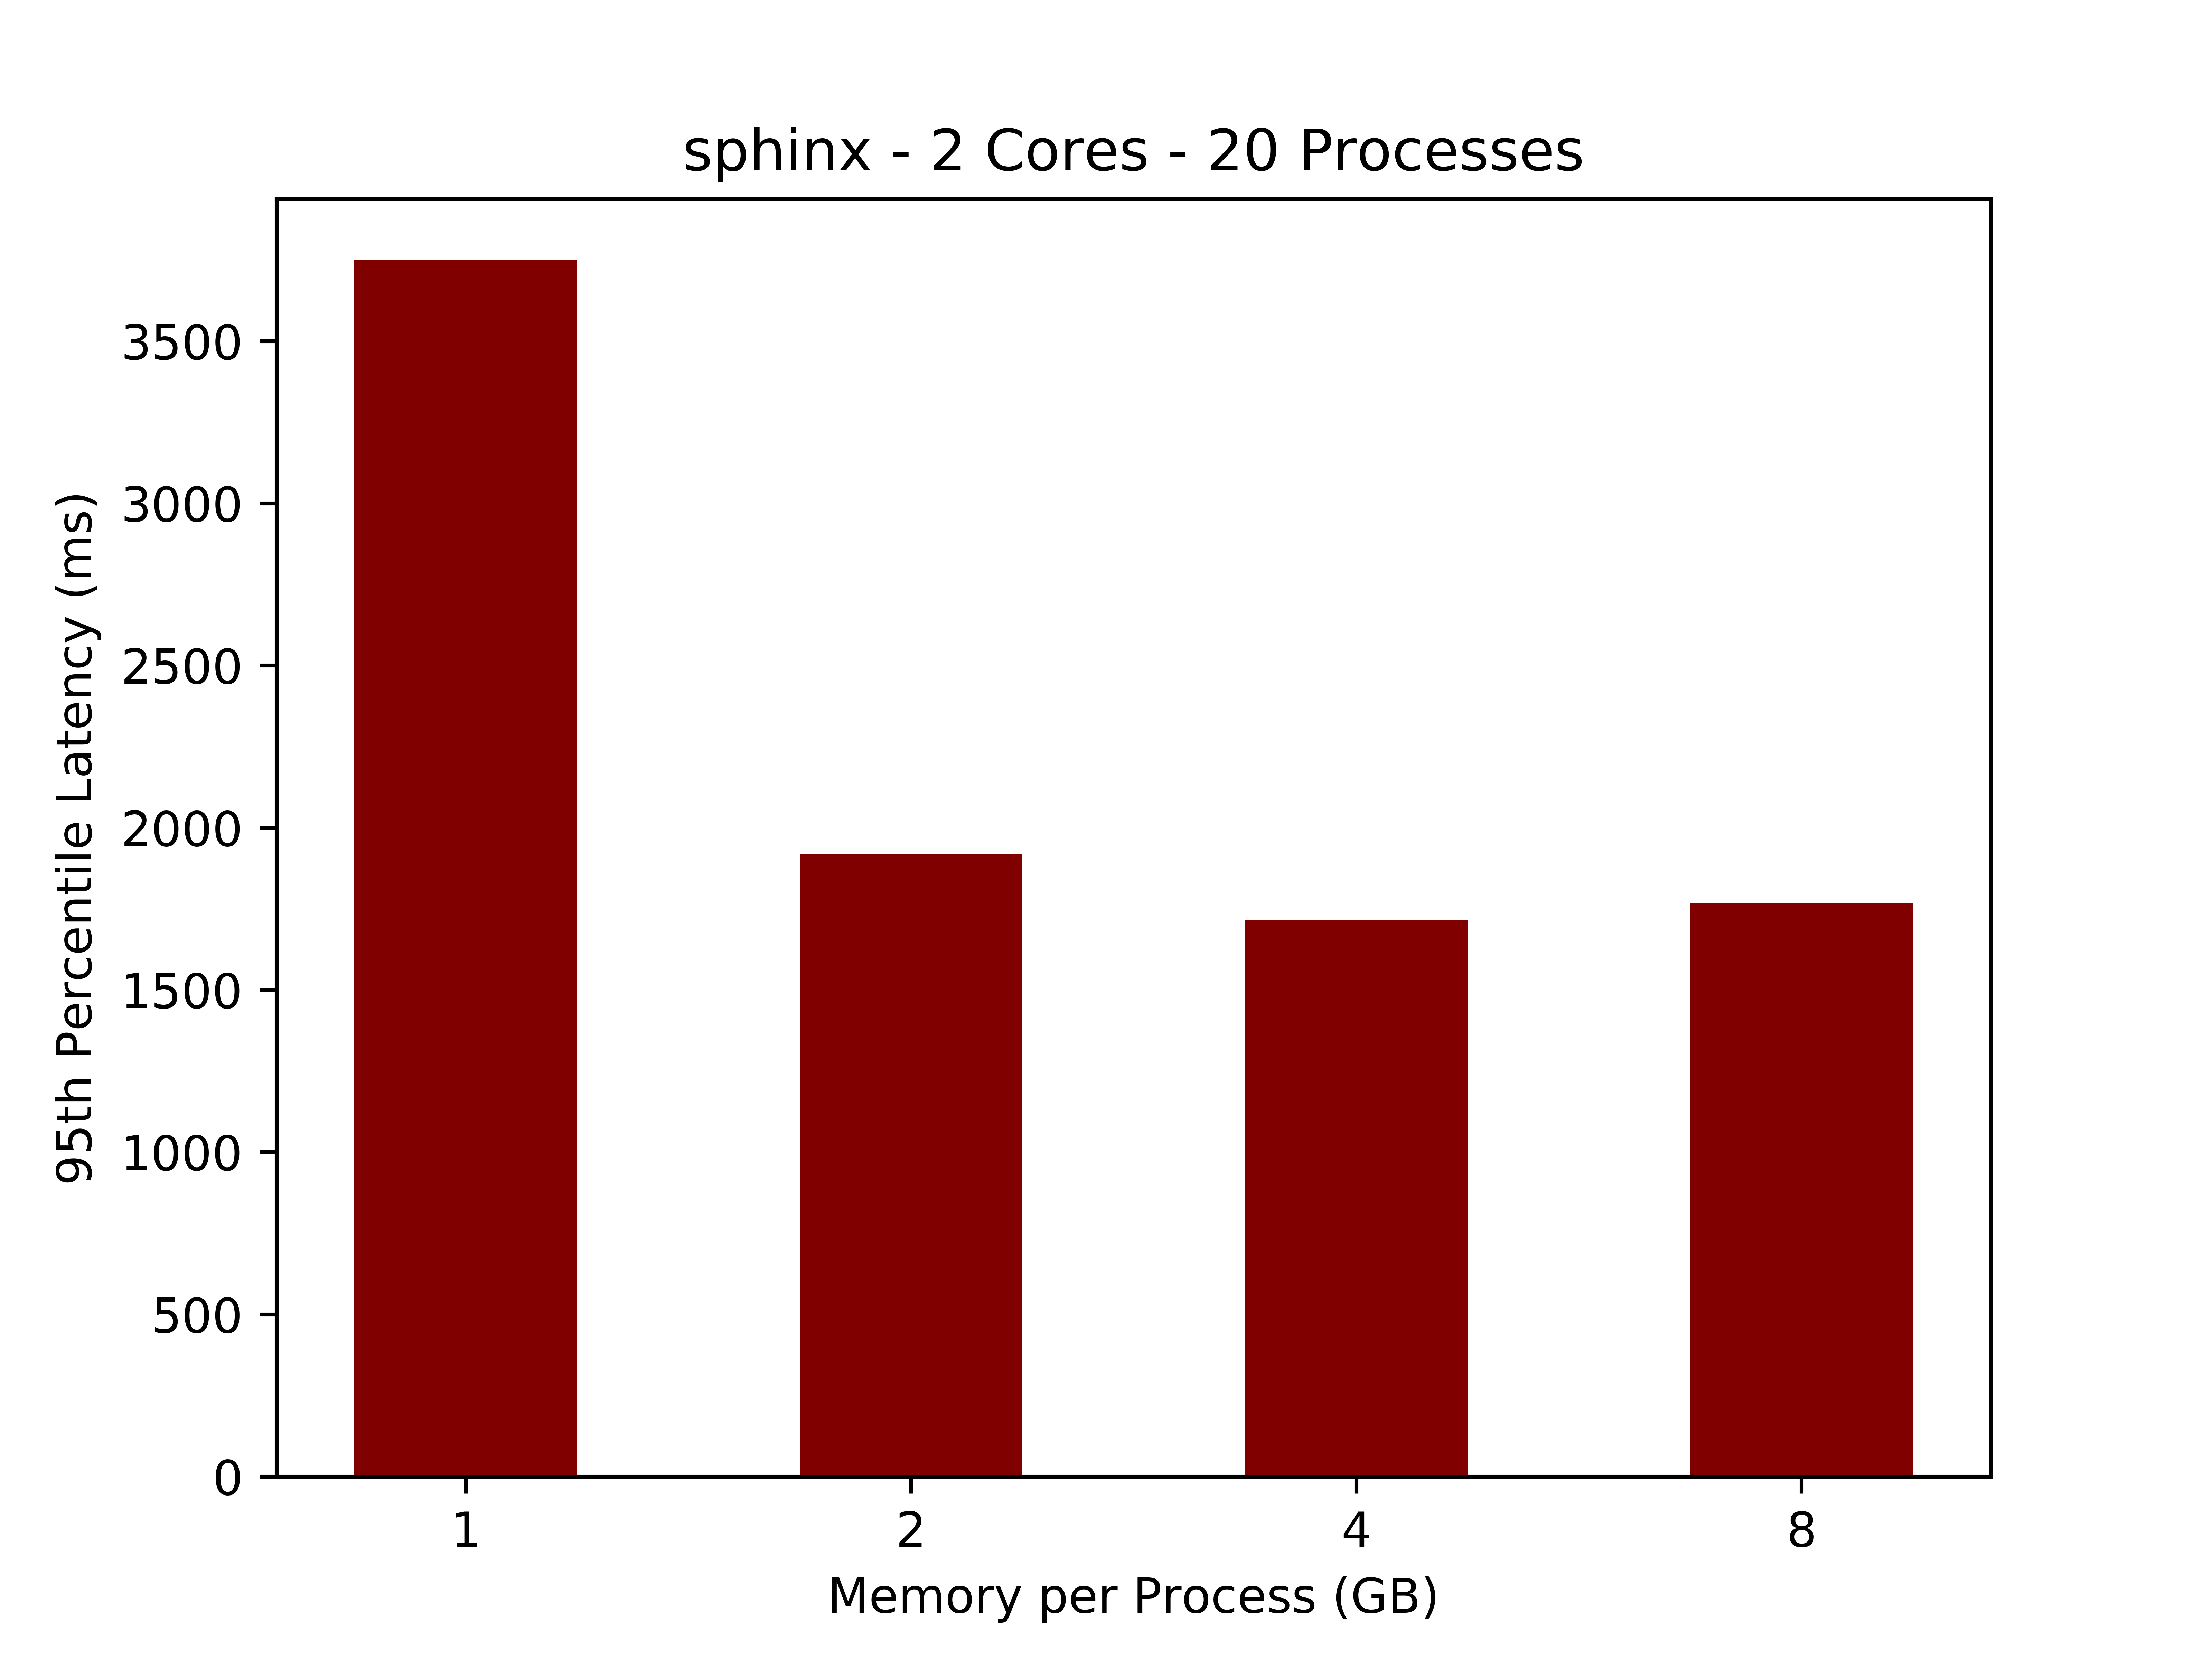 sphinx - 2 Cores - 20 Processes
95th Percentile Latency (ms)
3500
3000
2500
2000
1500
1000
500
0
1 2 4 8
Memory per Process (GB)